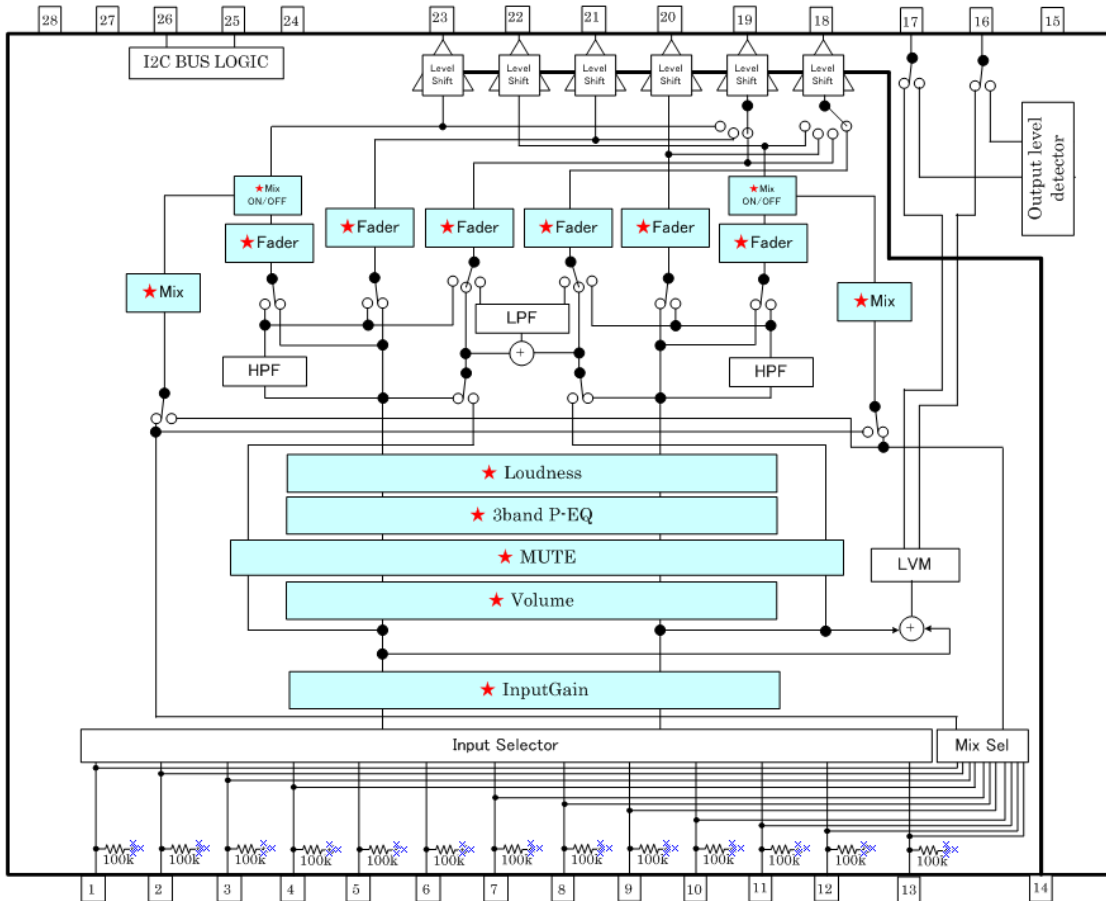 28 27 26 25 24 23 22 21 20 19 18 17 16 15
I2C BUS LOGIC
Level Shift
Level Shift
Level Shift
Level Shift
Level Shift
Level Shift
Output level detector
★Mix ON/OFF
★Mix ON/OFF
★Fader
★Fader
★Fader
★Fader
★Fader
★Fader
★Mix
★Mix
LPF
+
HPF
HPF
★ Loudness
★ 3band P-EQ
★ MUTE
LVM
★ Volume
+
★ InputGain
Input Selector
Mix Sel
100k 100k 100k 100k 100k 100k 100k 100k 100k 100k 100k 100k 100k
1 2 3 4 5 6 7 8 9 10 11 12 13 14